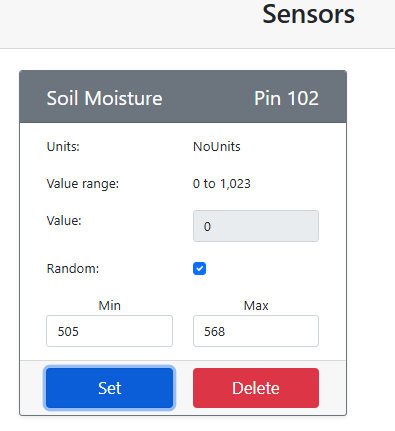 Sensors
Soil Moisture Pin 102
Units: NoUnits
Value range: 0 to 1,023
Value: 0
Random:
Min Max
505 568
Set Delete